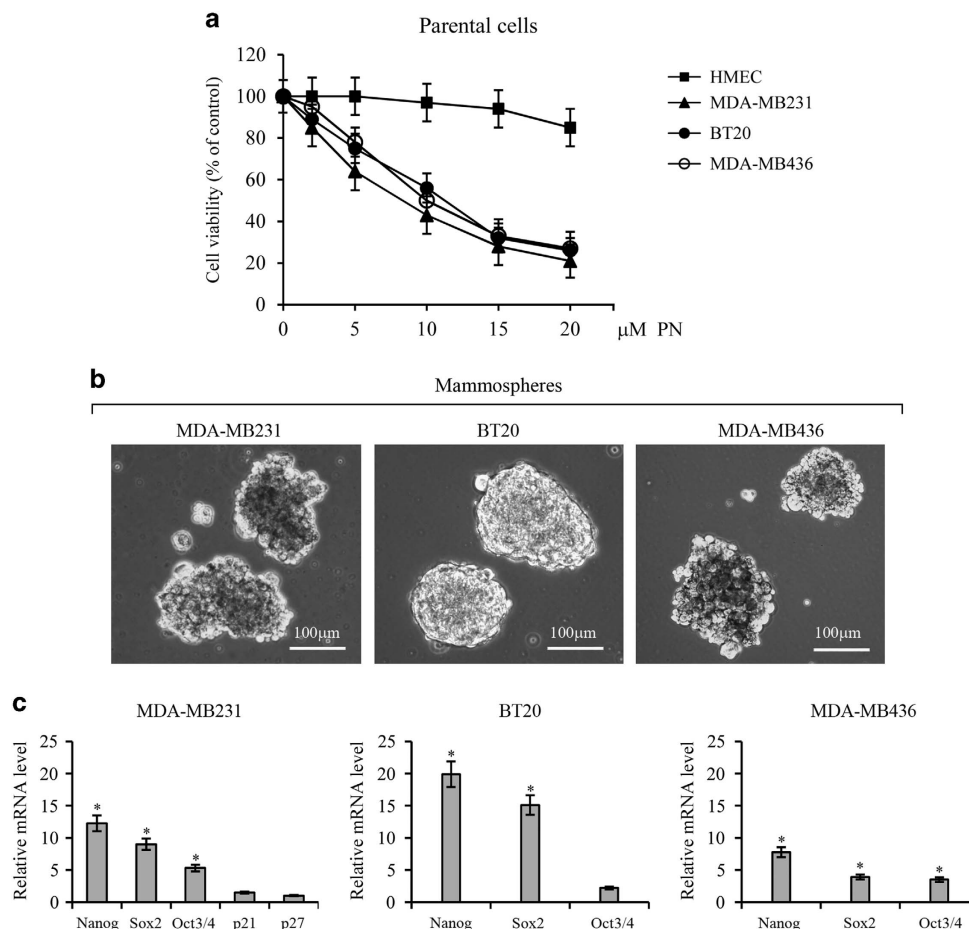 a
Parental cells
Cell viability (% of control)
120
100
80
60
40
20
0
0 5 10 15 20 μM PN
HMEC
MDA-MB231
BT20
MDA-MB436
b
Mammospheres
MDA-MB231 BT20 MDA-MB436
100μm 100μm 100μm
c
MDA-MB231
Relative mRNA level
25
20
15
10
5
0
* * *
Nanog Sox2 Oct3/4 p21 p27
BT20
Relative mRNA level
25
20
15
10
5
0
* *
Nanog Sox2 Oct3/4
MDA-MB436
Relative mRNA level
25
20
15
10
5
0
* * *
Nanog Sox2 Oct3/4